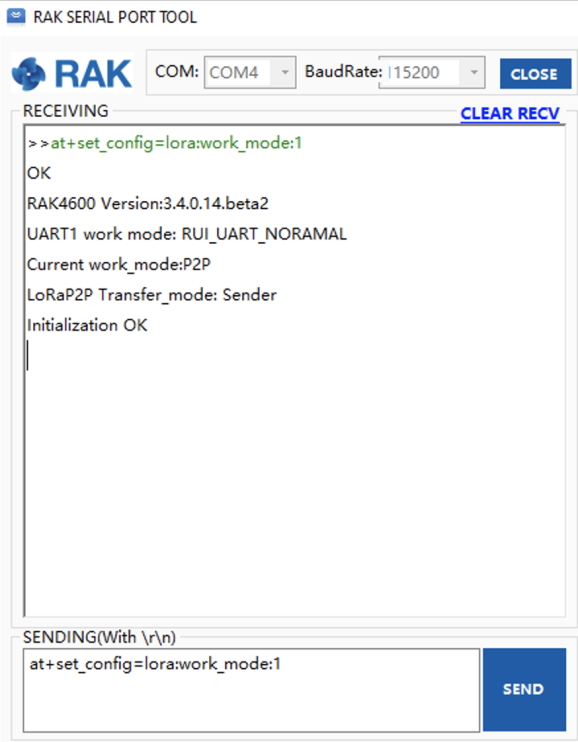 RAK SERIAL PORT TOOL
RAK COM: COM4 BaudRate: 115200 CLOSE
RECEIVING CLEAR RECV
>>at+set_config=lora:work_mode:1
OK
RAK4600 Version:3.4.0.14.beta2
UART1 work mode: RUI_UART_NORAMAL
Current work_mode:P2P
LoRaP2P Transfer_mode: Sender
Initialization OK
SENDING(With \r\n)
at+set_config=lora:work_mode:1
SEND